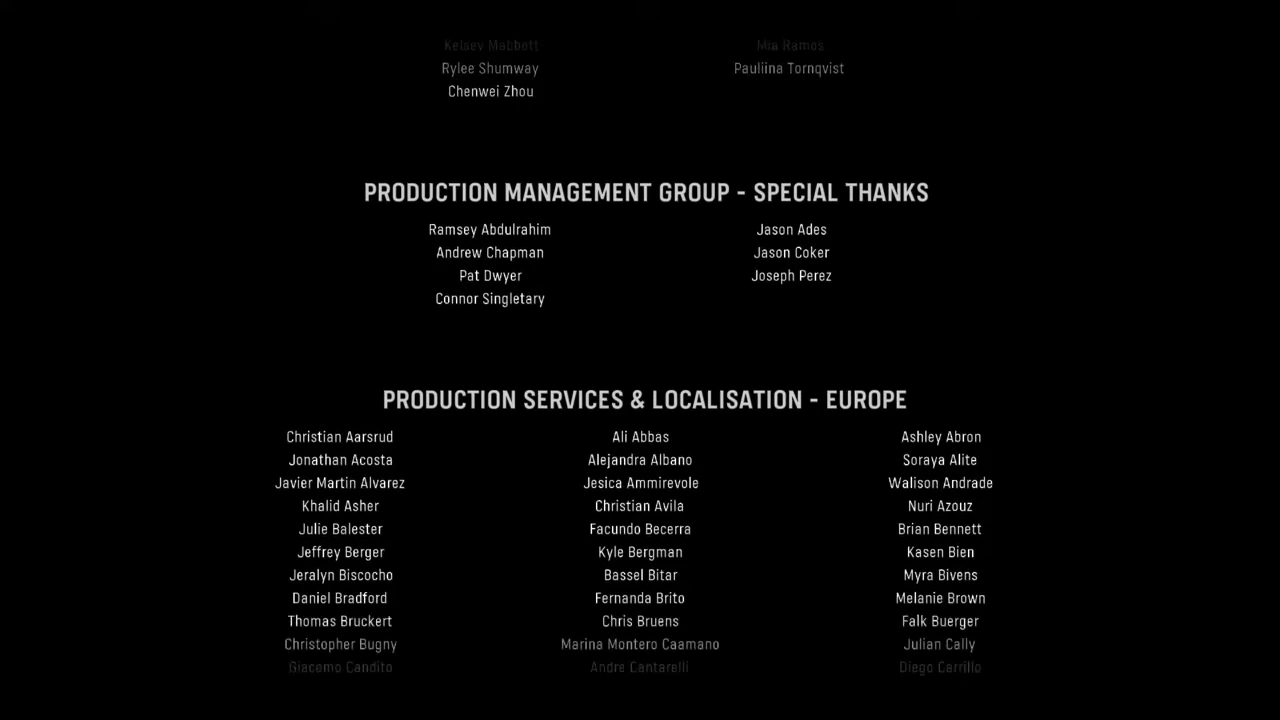 Kelsey Mabbott Mia Ramos
Rylee Shumway Pauliina Tornqvist
Chenwei Zhou
PRODUCTION MANAGEMENT GROUP - SPECIAL THANKS
Ramsey Abdulrahim Jason Ades
Andrew Chapman Jason Coker
Pat Dwyer Joseph Perez
Connor Singletary
PRODUCTION SERVICES & LOCALISATION - EUROPE
Christian Aarsrud Ali Abbas Ashley Abron
Jonathan Acosta Alejandra Albano Soraya Alite
Javier Martin Alvarez Jesica Ammirevole Walison Andrade
Khalid Asher Christian Avila Nuri Azouz
Julie Balester Facundo Becerra Brian Bennett
Jeffrey Berger Kyle Bergman Kasen Bien
Jeralyn Biscocho Bassel Bitar Myra Bivens
Daniel Bradford Fernanda Brito Melanie Brown
Thomas Bruckert Chris Bruens Falk Buerger
Christopher Bugny Marina Montero Caamano Julian Cally
Giacomo Candito Andre Cantarelli Diego Carrillo